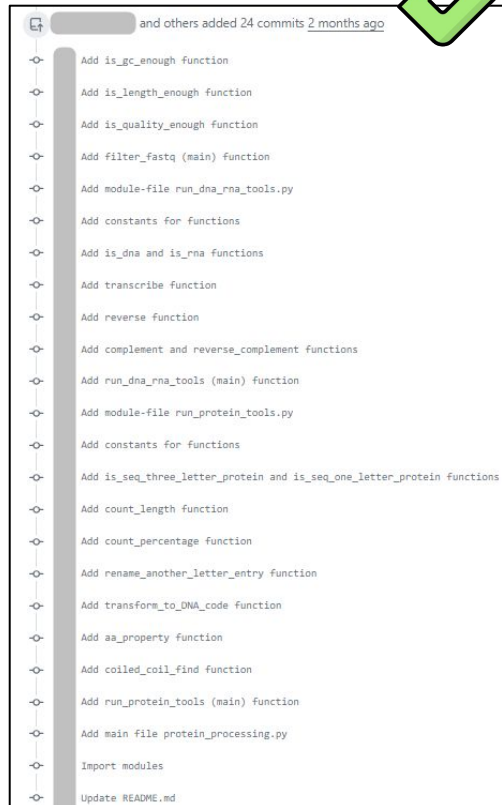 and others added 24 commits 2 months ago
Add is_gc_enough function
Add is_length_enough function
Add is_quality_enough function
Add filter_fastq (main) function
Add module-file run_dna_rna_tools.py
Add constants for functions
Add is_dna and is_rna functions
Add transcribe function
Add reverse function
Add complement and reverse_complement functions
Add run_dna_rna_tools (main) function
Add module-file run_protein_tools.py
Add constants for functions
Add is_seq_three_letter_protein and is_seq_one_letter_protein functions
Add count_length function
Add count_percentage function
Add rename_another_letter_entry function
Add transform_to_DNA_code function
Add aa_property function
Add coiled_coil_find function
Add run_protein_tools (main) function
Add main file protein_processing.py
Import modules
Update README.md